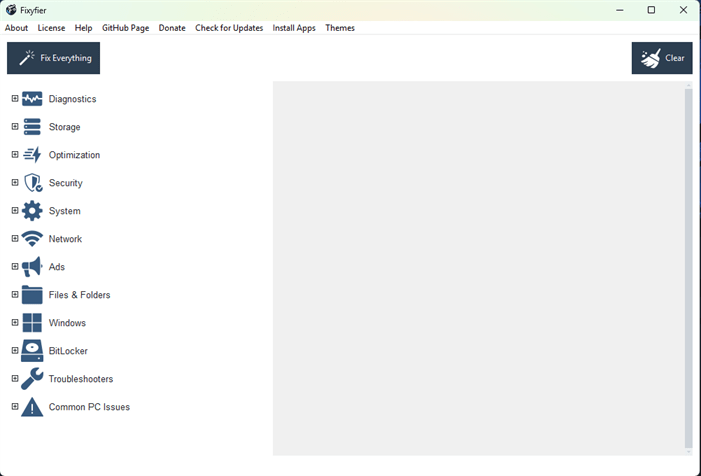 Fixyfier
About License Help GitHub Page Donate Check for Updates Install Apps Themes
Fix Everything
Clear
Diagnostics
Storage
Optimization
Security
System
Network
Ads
Files & Folders
Windows
BitLocker
Troubleshooters
Common PC Issues